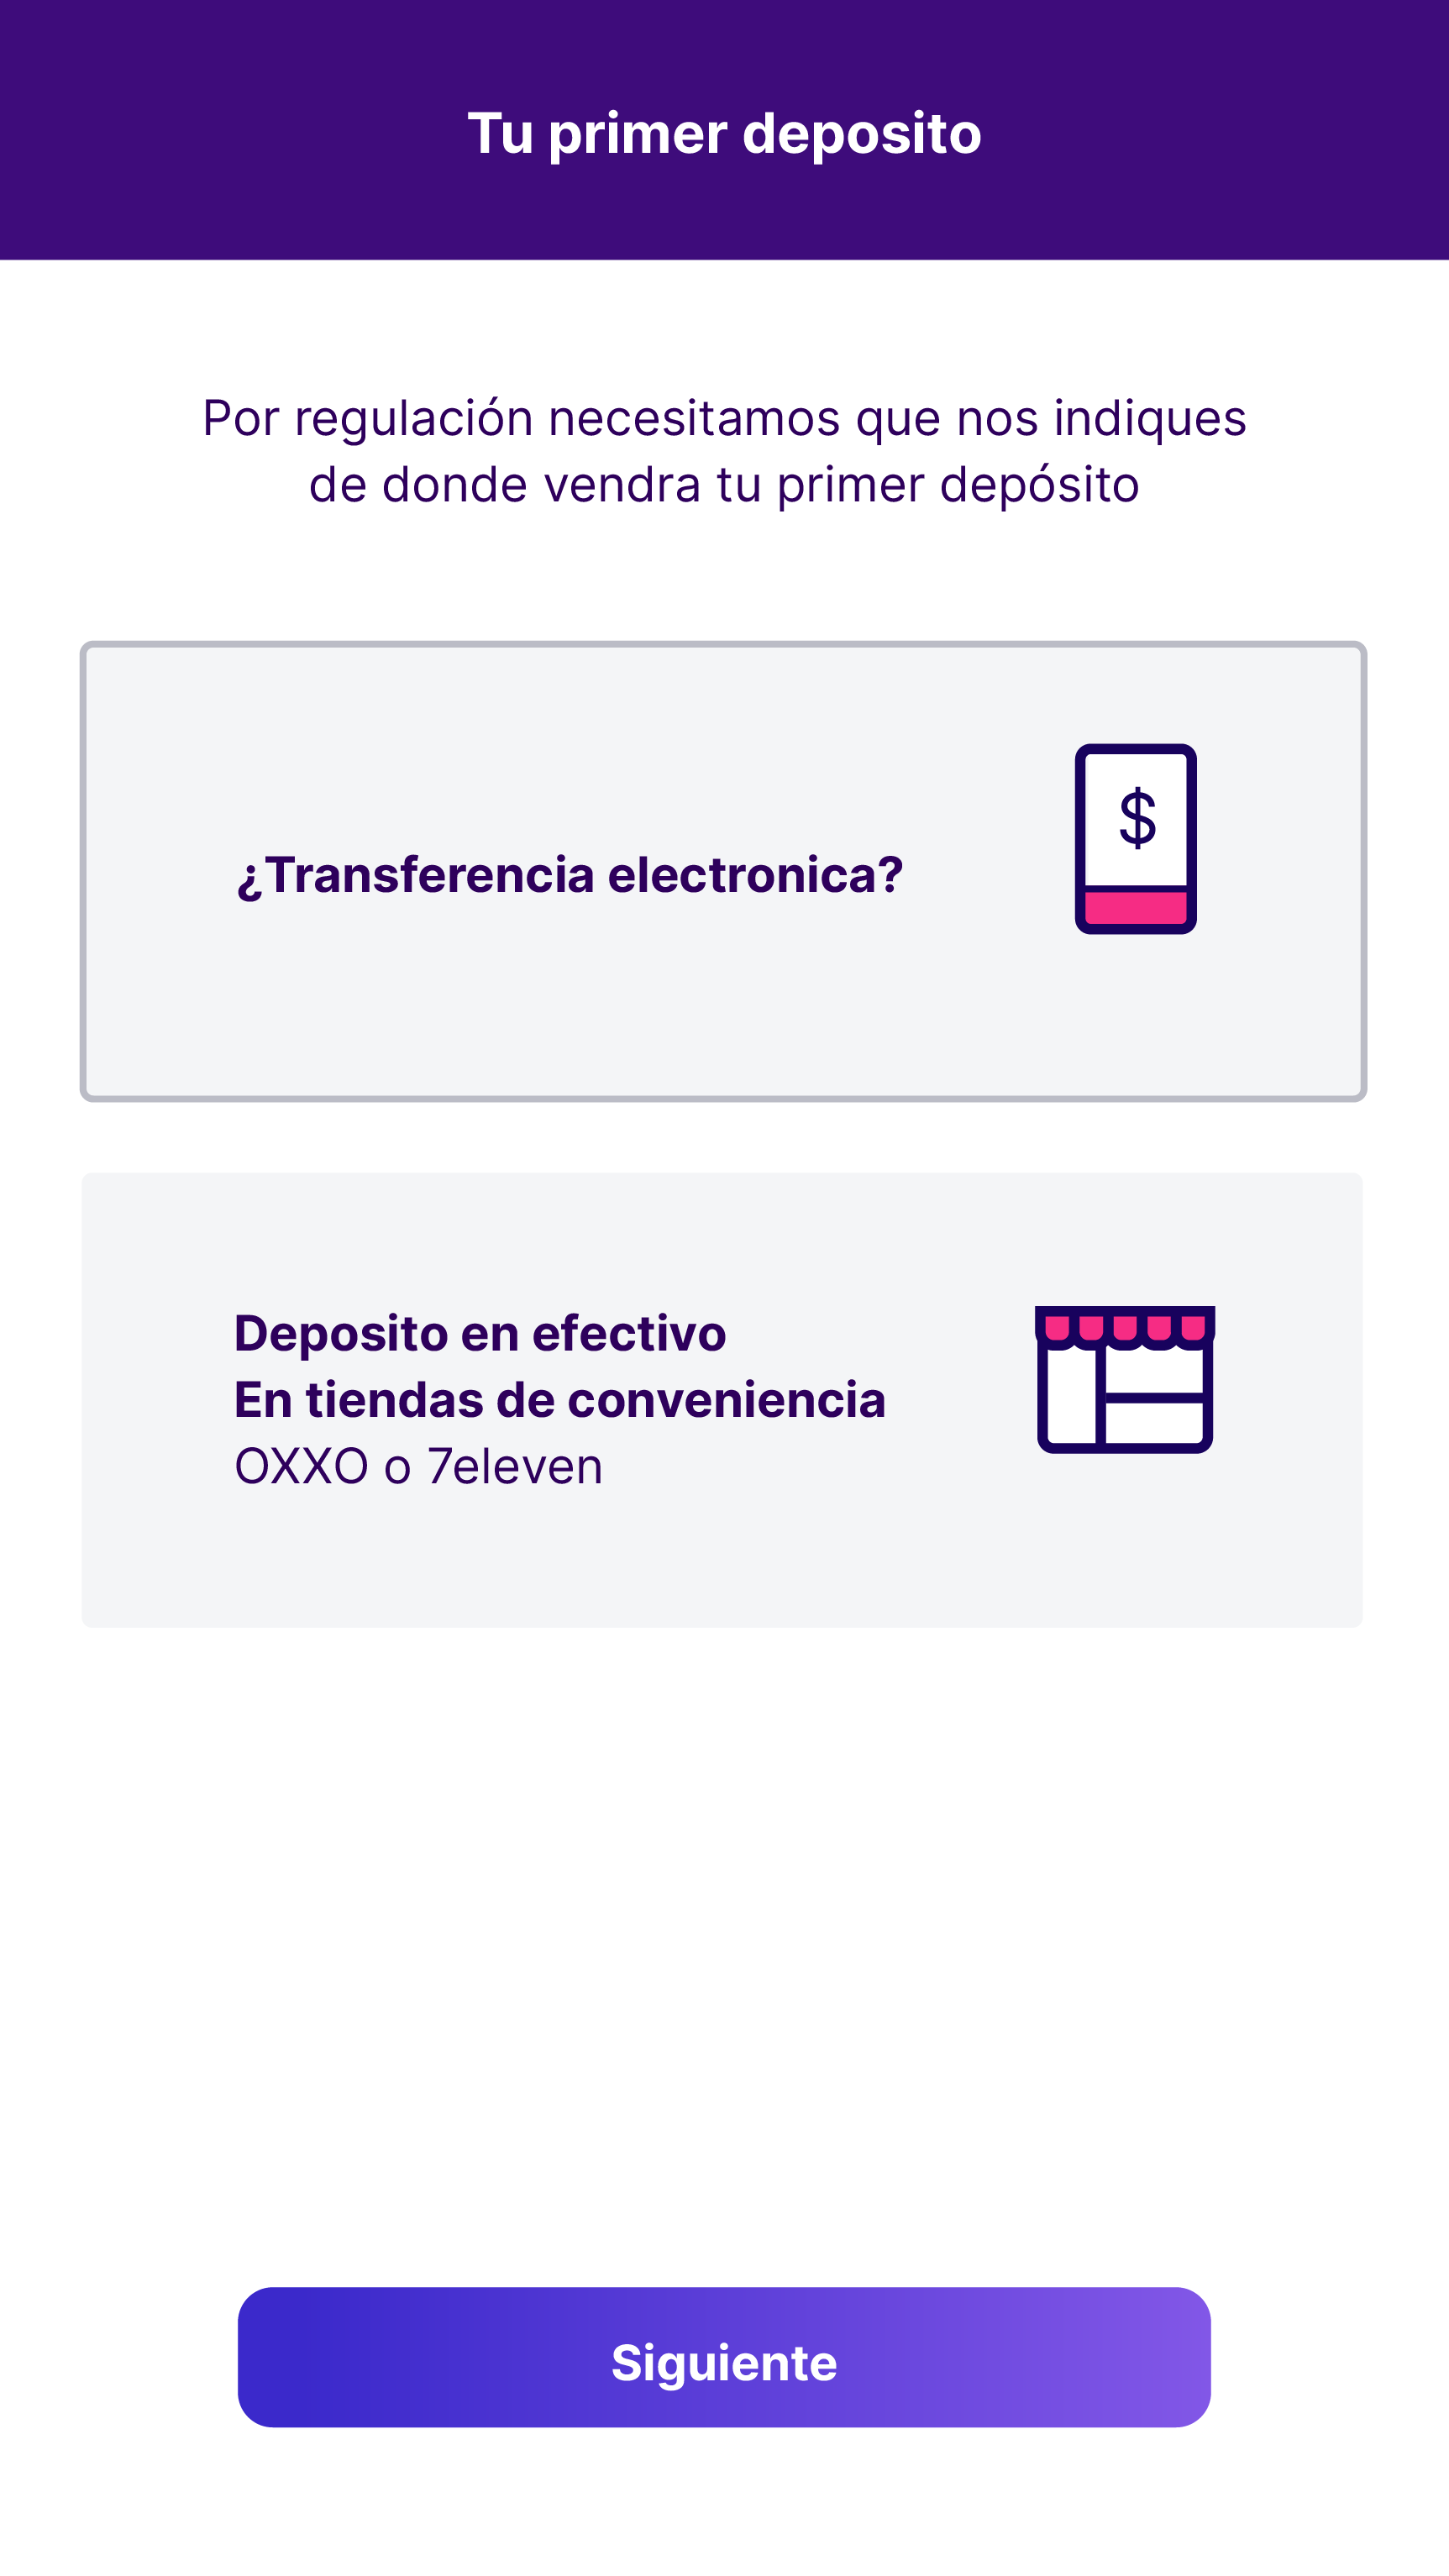 Tu primer deposito
Por regulación necesitamos que nos indiques
de donde vendra tu primer depósito
¿Transferencia electronica?
$
Deposito en efectivo
En tiendas de conveniencia
OXXO o 7eleven
Siguiente